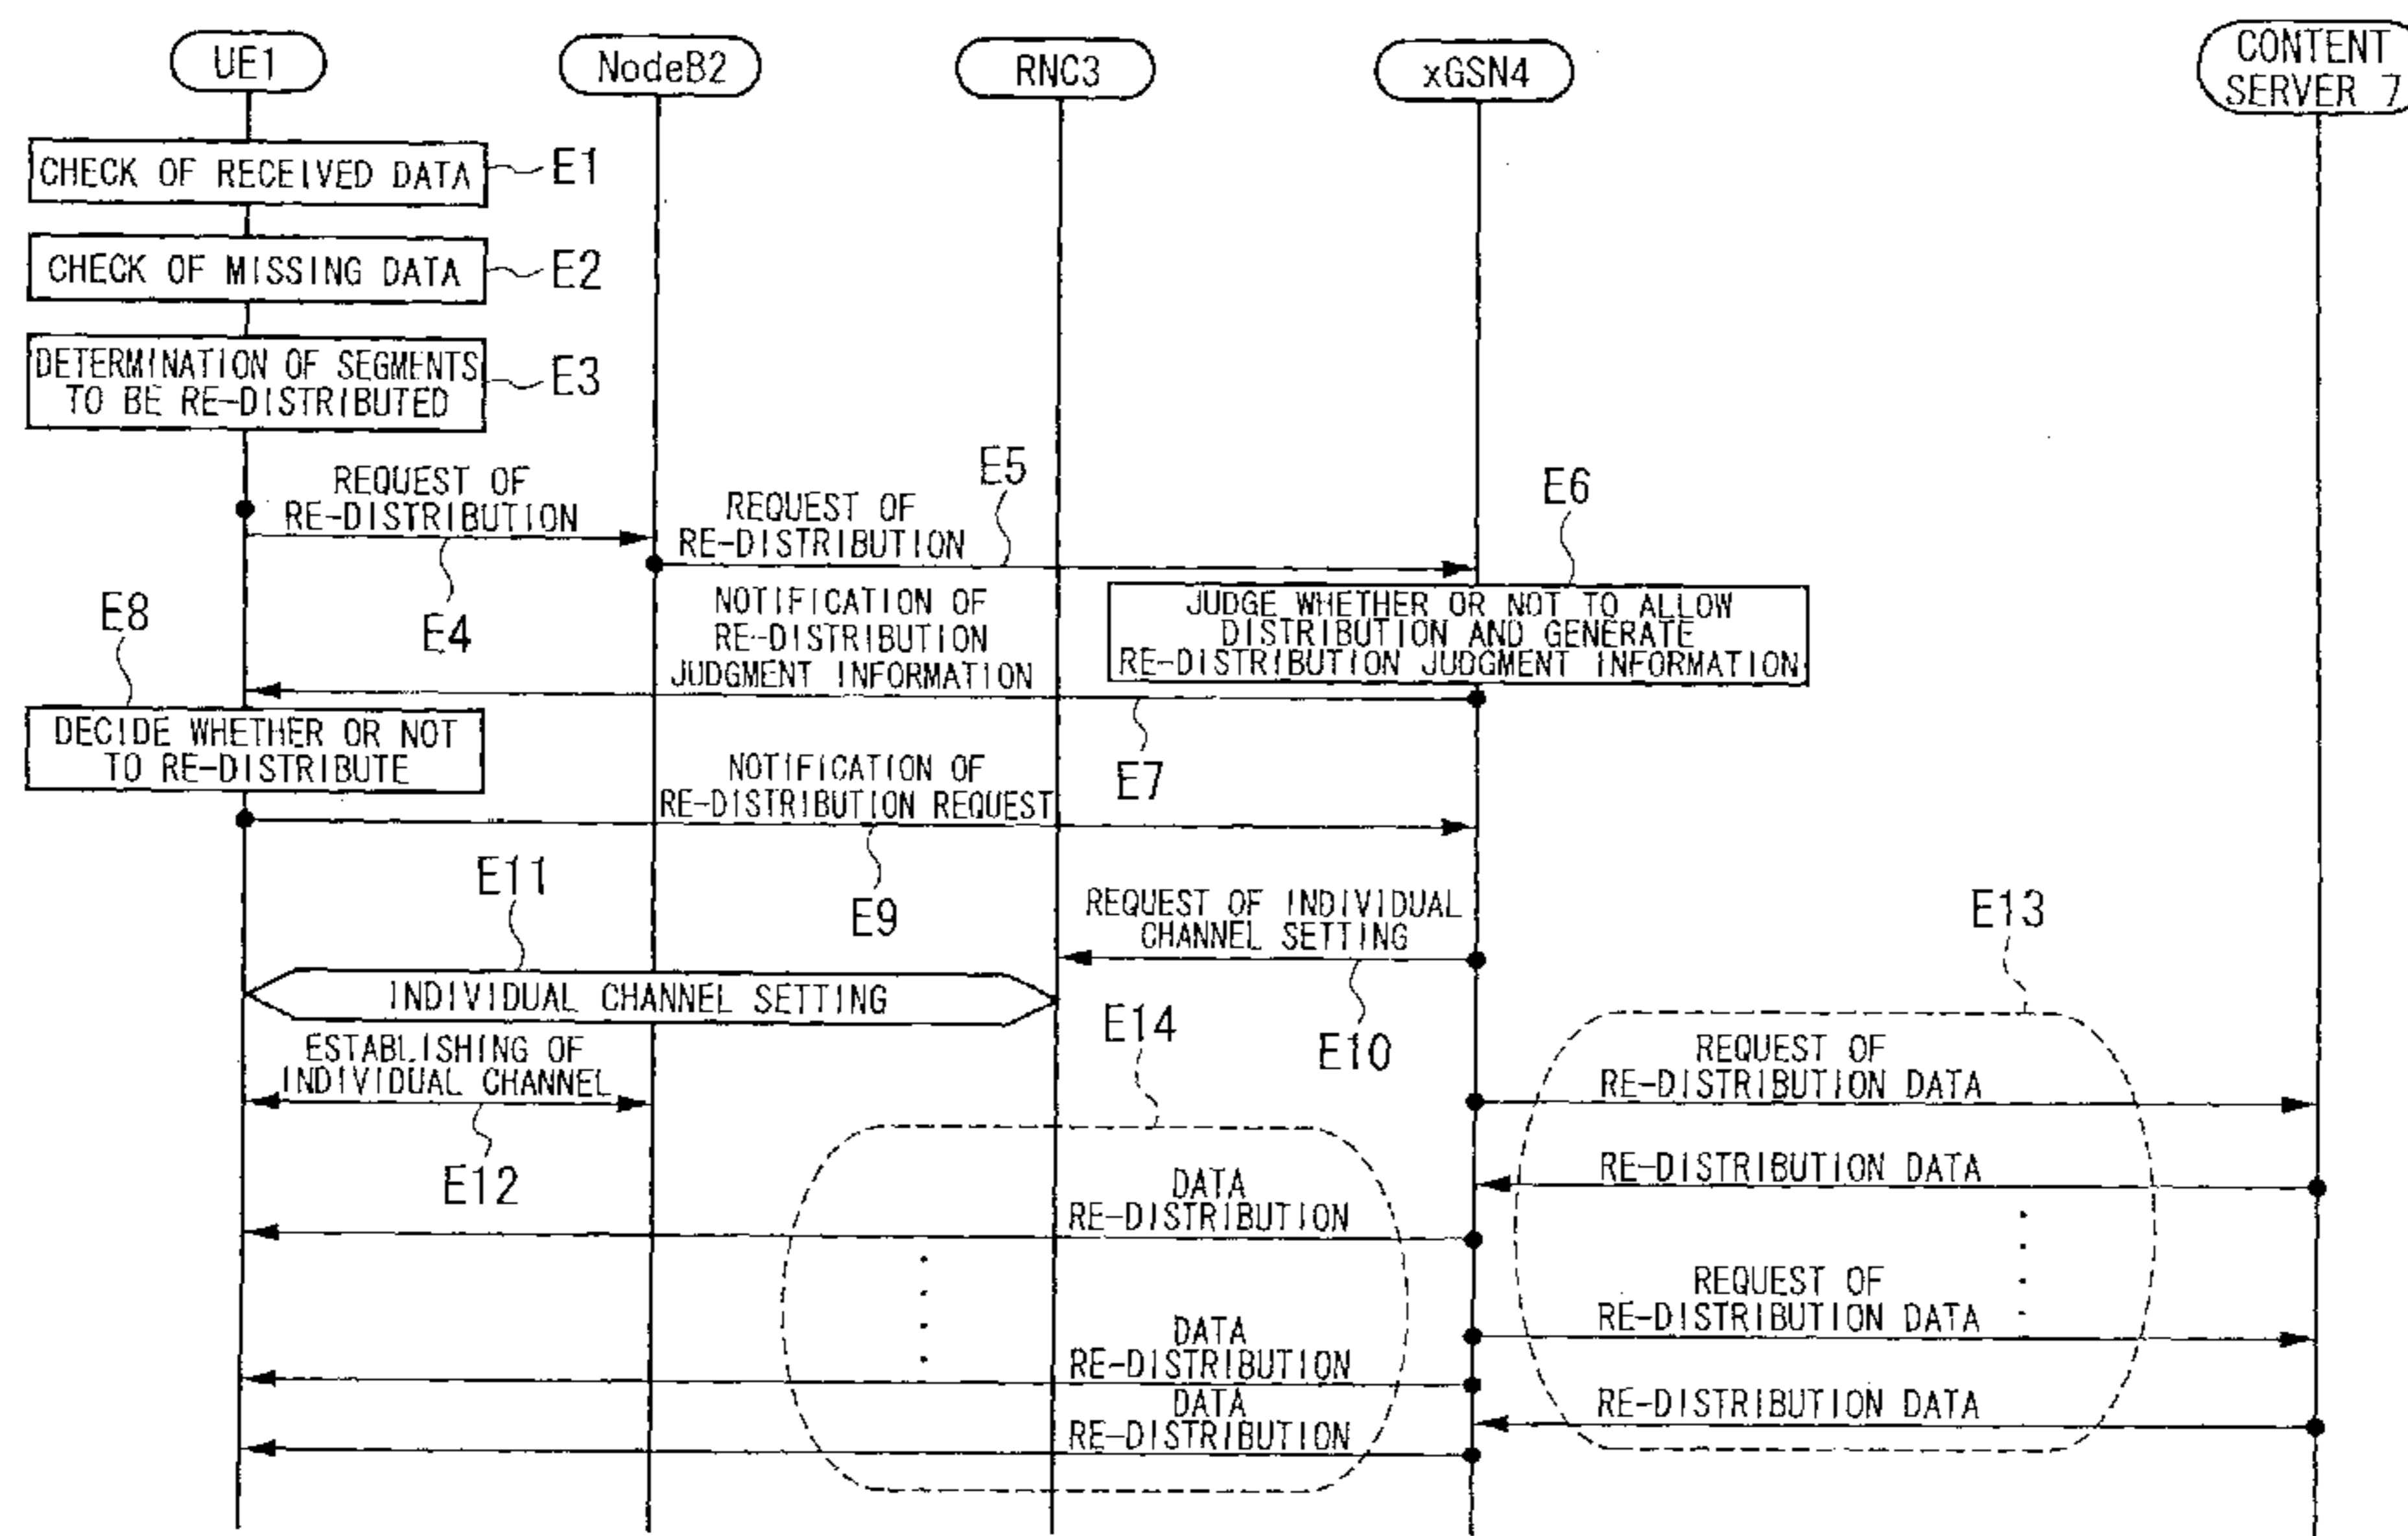 UE1
NodeB2
RNC3
xGSN4
CONTENT
SERVER 7
CHECK OF RECEIVED DATA
E1
CHECK OF MISSING DATA
E2
DETERMINATION OF SEGMENTS
TO BE RE-DISTRIBUTED
E3
REQUEST OF
RE-DISTRIBUTION
E4
REQUEST OF
RE-DISTRIBUTION
E5
E6
JUDGE WHETHER OR NOT TO ALLOW
DISTRIBUTION AND GENERATE
RE-DISTRIBUTION JUDGMENT INFORMATION
NOTIFICATION OF
RE-DISTRIBUTION
JUDGMENT INFORMATION
E7
E8
DECIDE WHETHER OR NOT
TO RE-DISTRIBUTE
NOTIFICATION OF
RE-DISTRIBUTION REQUEST
E9
REQUEST OF INDIVIDUAL
CHANNEL SETTING
E10
E11
INDIVIDUAL CHANNEL SETTING
ESTABLISHING OF
INDIVIDUAL CHANNEL
E12
E13
REQUEST OF
RE-DISTRIBUTION DATA
RE-DISTRIBUTION DATA
REQUEST OF
RE-DISTRIBUTION DATA
RE-DISTRIBUTION DATA
E14
DATA
RE-DISTRIBUTION
DATA
RE-DISTRIBUTION
DATA
RE-DISTRIBUTION